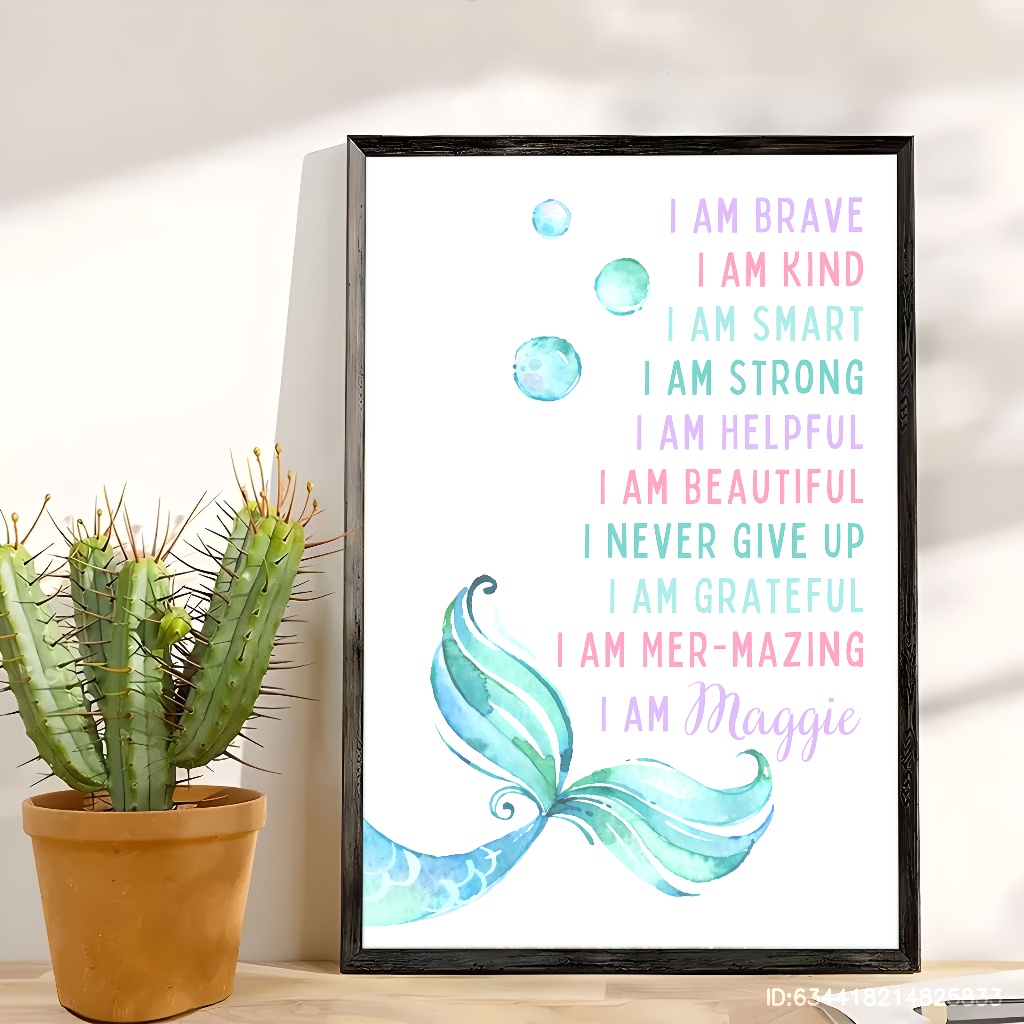 I AM BRAVE
I AM KIND
I AM SMART
I AM STRONG
I AM HELPFUL
I AM BEAUTIFUL
I NEVER GIVE UP
I AM GRATEFUL
I AM MER-MAZING
I AM Maggie